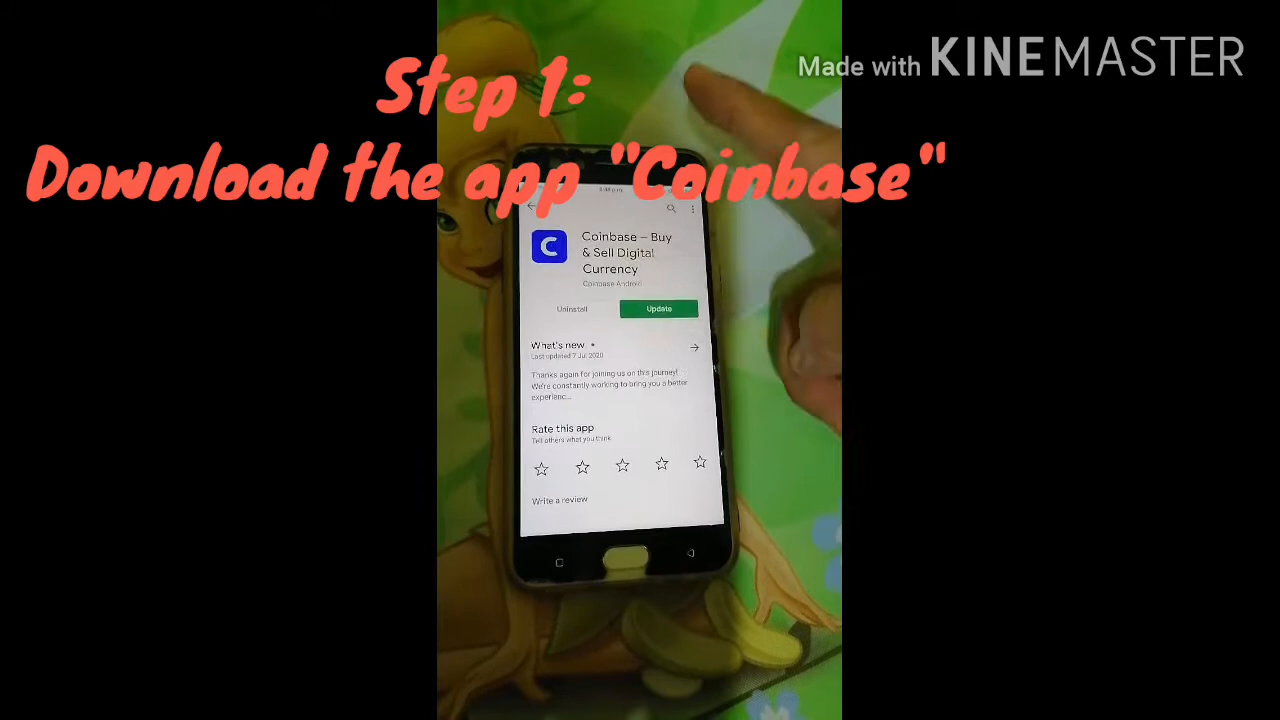 Made with KINEMASTER
Step 1:
Download the app "Coinbase"
Coinbase – Buy
& Sell Digital
Currency
Coinbase Android
Uninstall
Update
What's new
Last updated 7 Jul 2020
Thanks again for joining us on this journey!
We're constantly working to bring you a better
experienc...
Rate this app
Tell others what you think
Write a review